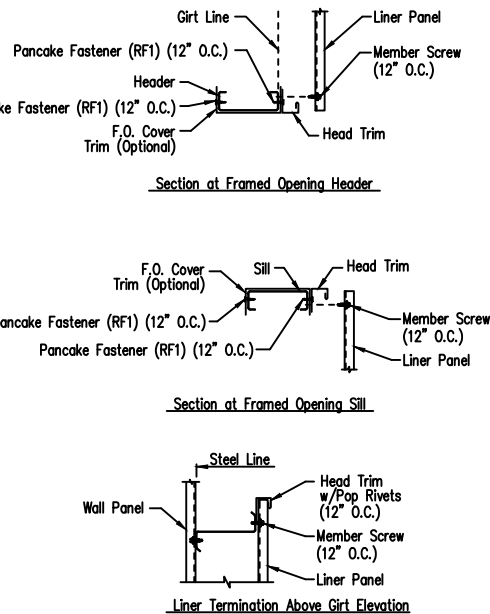 Girt Line
Liner Panel
Pancake Fastener (RF1) (12" O.C.)
Member Screw
(12" O.C.)
Header
Fastener (RF1) (12" O.C.)
F.O. Cover
Trim (Optional)
Head Trim
Section at Framed Opening Header
F.O. Cover
Trim (Optional)
Sill
Head Trim
Pancake Fastener (RF1) (12" O.C.)
Member Screw
(12" O.C.)
Pancake Fastener (RF1) (12" O.C.)
Liner Panel
Section at Framed Opening Sill
Steel Line
Head Trim
w/Pop Rivets
(12" O.C.)
Wall Panel
Member Screw
(12" O.C.)
Liner Panel
Liner Termination Above Girt Elevation